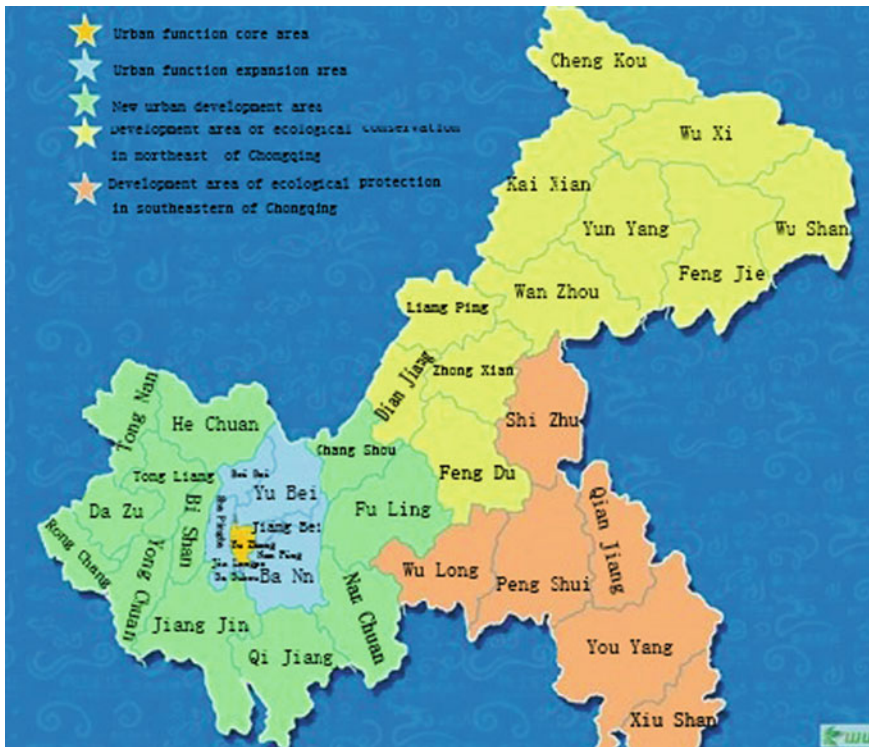 Urban function core area
Urban function expansion area
New urban development area
Development area of ecological conservation
in northeast of Chongqing
Development area of ecological protection
in southeastern of Chongqing
Cheng Kou
Wu Xi
Kai Xian
Yun Yang
Wu Shan
Feng Jie
Wan Zhou
Liang Ping
Zhong Xian
Dian Jiang
Shi Zhu
Tong Nan
He Chuan
Chang Shou
Feng Du
Tong Liang
Bei Bei
Yu Bei
Qian Jiang
Da Zu
Bi Shan
Fu Ling
Jiang Bei
Rong Chang
Yong Chuan
Ba Nn
Wu Long
Peng Shui
Nan Chuan
Jiang Jin
Qi Jiang
You Yang
Xiu Shan